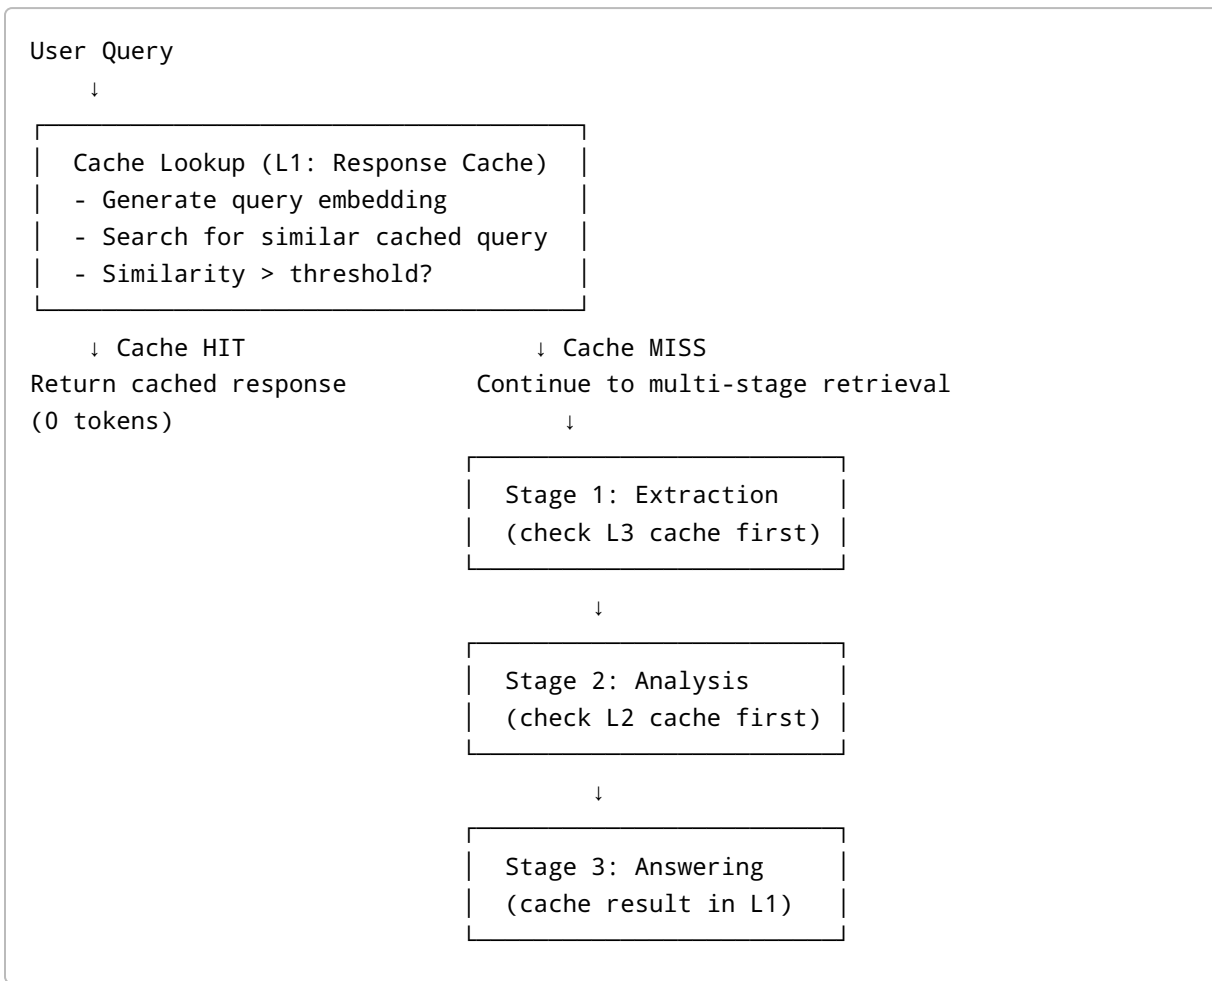 User Query
↓
Cache Lookup (L1: Response Cache)
- Generate query embedding
- Search for similar cached query
- Similarity > threshold?
↓ Cache HIT ↓ Cache MISS
Return cached response Continue to multi-stage retrieval
(0 tokens) ↓
Stage 1: Extraction
(check L3 cache first)
↓
Stage 2: Analysis
(check L2 cache first)
↓
Stage 3: Answering
(cache result in L1)